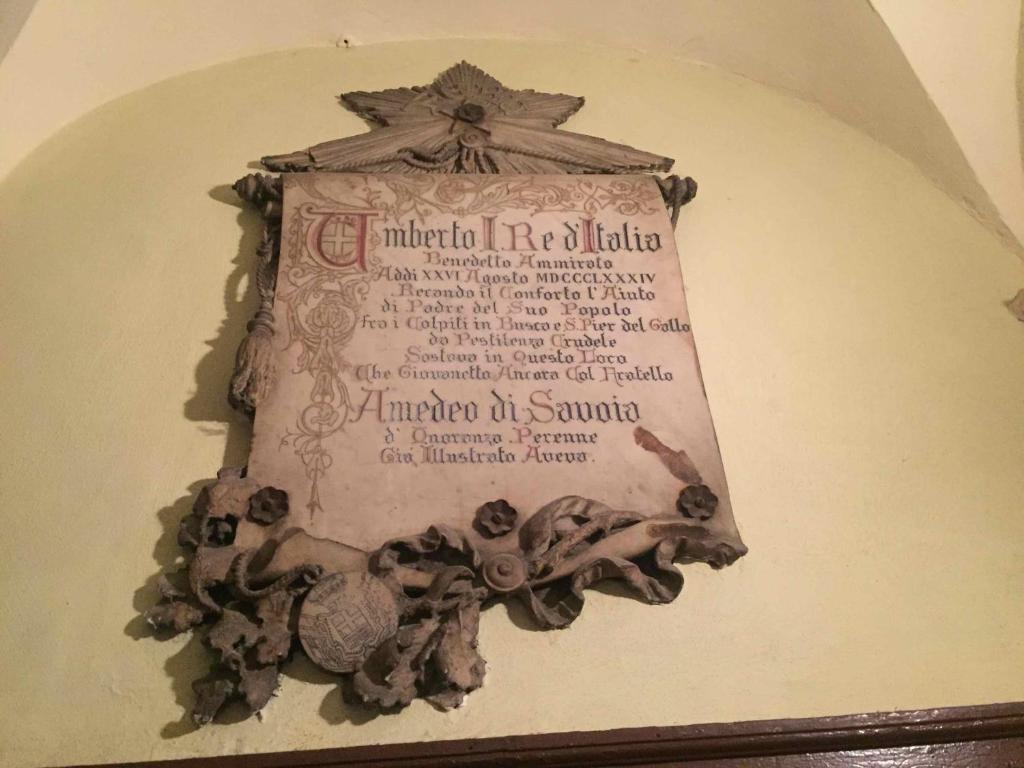 Umberto I. Re d'Italia
Benedetto Ammirato
Addi XXVI Agosto MDCCCLXXXIV
Recando il Conforto l'Aiuto
di Padre del Suo Popolo
fra i Colpiti in Busca e S. Pier del Gallo
da Pestilenza Crudele
Sostava in Questo Loco
Che Giovanetto Ancora Col Fratello
Amedeo di Savoia
d' Onoranza Perenne
Già Illustrato Aveva.